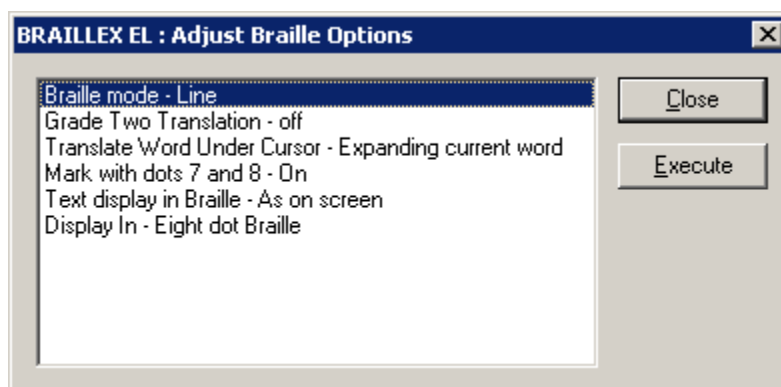 BRAILLEX EL : Adjust Braille Options
Braille mode - Line
Grade Two Translation - off
Translate Word Under Cursor - Expanding current word
Mark with dots 7 and 8 - On
Text display in Braille - As on screen
Display In - Eight dot Braille
Close
Execute